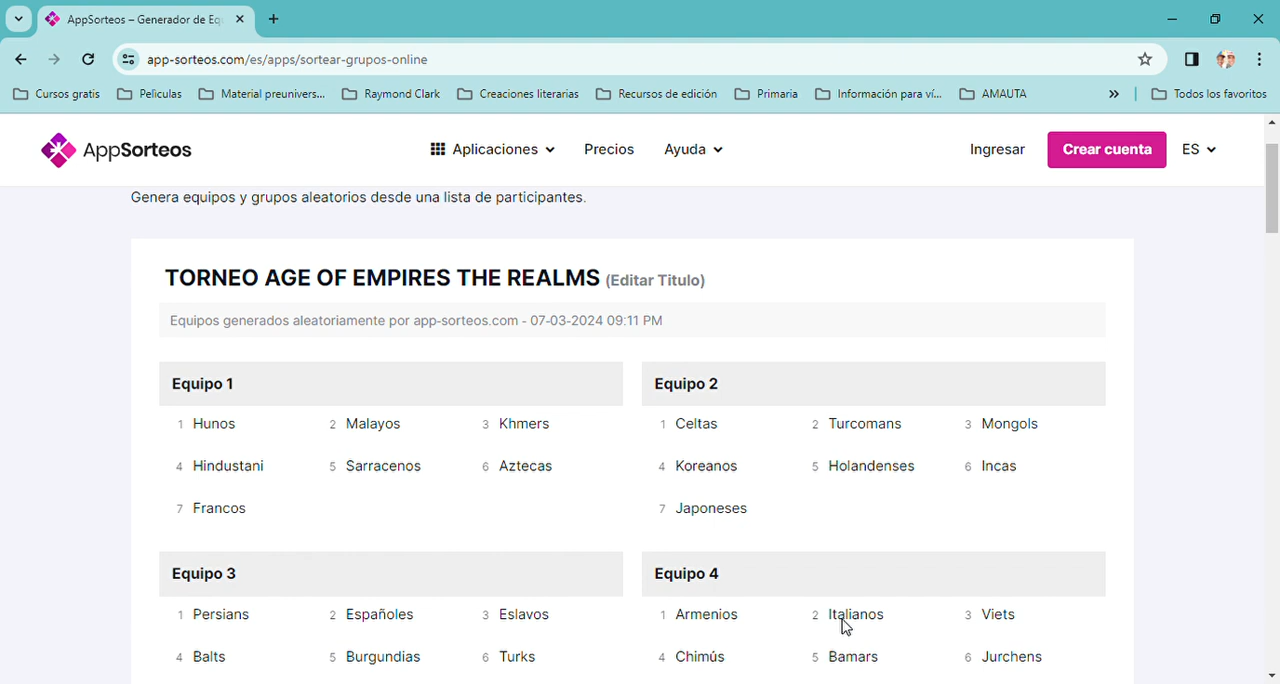 AppSorteos – Generador de Eq
app-sorteos.com/es/apps/sortear-grupos-online
Cursos gratis Peliculas Material preunivers... Raymond Clark Creaciones literarias Recursos de edición Primaria Información para ví... AMAUTA » Todos los favoritos
AppSorteos Aplicaciones Precios Ayuda Ingresar Crear cuenta ES
Genera equipos y grupos aleatorios desde una lista de participantes.
TORNEO AGE OF EMPIRES THE REALMS (Editar Titulo)
Equipos generados aleatoriamente por app-sorteos.com - 07-03-2024 09:11 PM
Equipo 1
1 Hunos 2 Malayos 3 Khmers
4 Hindustani 5 Sarracenos 6 Aztecas
7 Francos
Equipo 2
1 Celtas 2 Turcomans 3 Mongols
4 Koreanos 5 Holandenses 6 Incas
7 Japoneses
Equipo 3
1 Persians 2 Españoles 3 Eslavos
4 Balts 5 Burgundias 6 Turks
Equipo 4
1 Armenios 2 Italianos 3 Viets
4 Chimús 5 Bamars 6 Jurchens